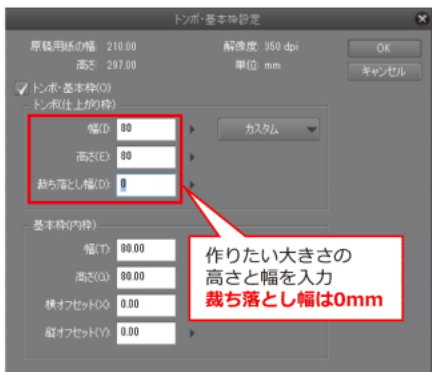 トンボ・基本枠設定
原稿用紙の幅: 210.00 解像度: 350 dpi OK
高さ: 297.00 単位: mm キャンセル
トンボ・基本枠(O)
トンボ(仕上がり枠)
幅(I): 80 カスタム
高さ(E): 80
裁ち落とし幅(D): 0
基本枠(内枠)
幅(T): 80.00
高さ(G): 80.00
横オフセット(X): 0.00
縦オフセット(Y): 0.00
作りたい大きさの
高さと幅を入力
裁ち落とし幅は0mm